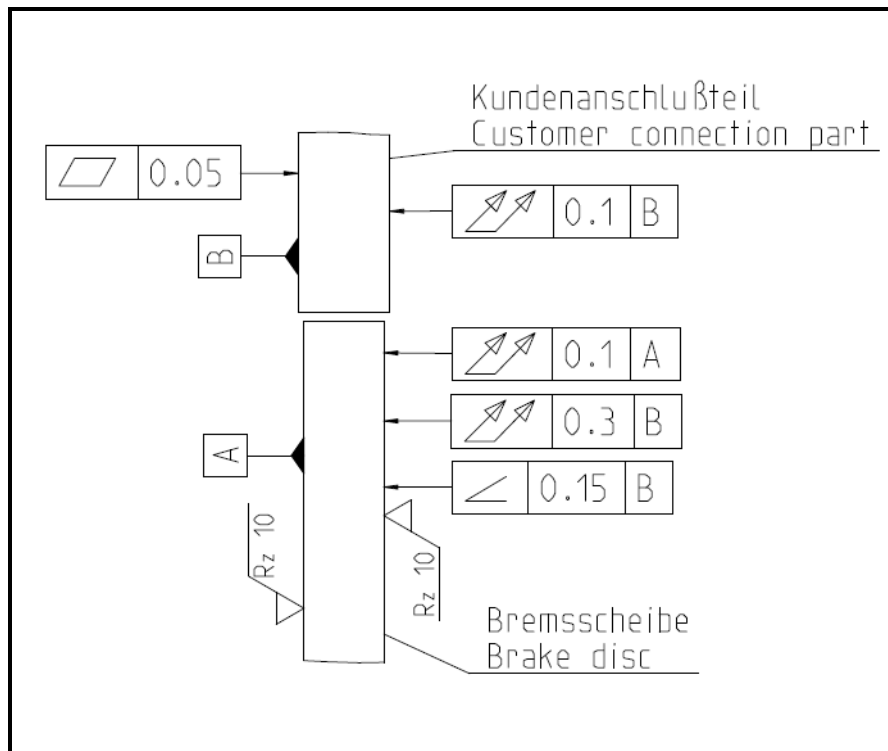 Kundenanschlußteil
Customer connection part
0.05
0.1 B
B
0.1 A
0.3 B
A
0.15 B
Rz 10
Rz 10
Bremsscheibe
Brake disc